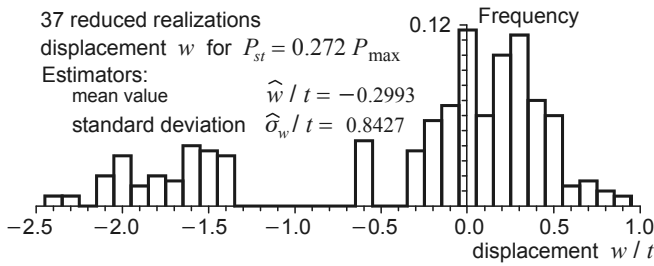 37 reduced realizations
displacement w for P_st = 0.272 P_max
Estimators:
mean value ŵ / t = −0.2993
standard deviation σ̂_w / t = 0.8427
Frequency
0.12
−2.5 −2.0 −1.5 −1.0 −0.5 0.0 0.5 1.0
displacement w / t